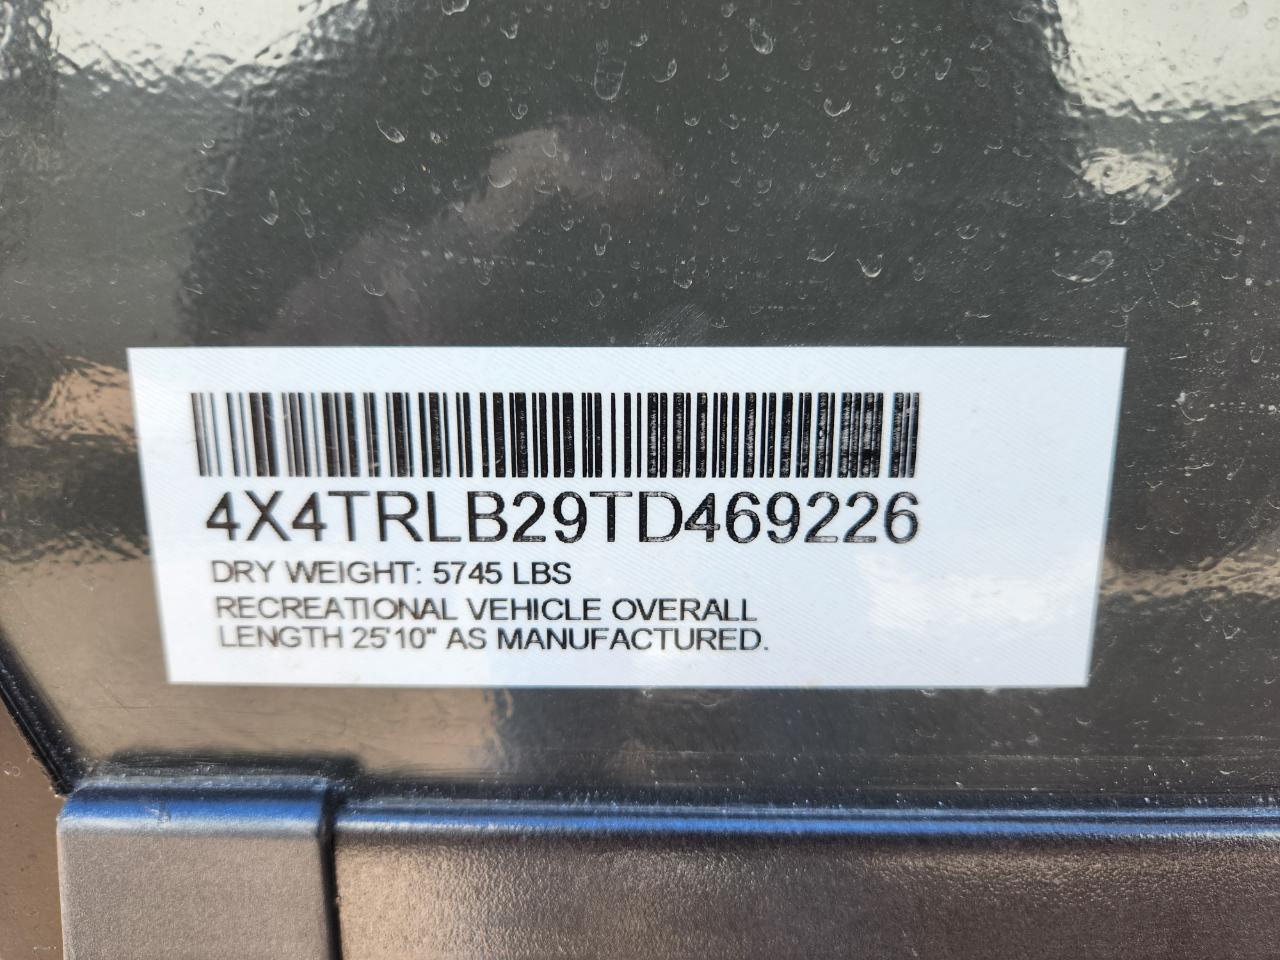 4X4TRLB29TD469226
DRY WEIGHT: 5745 LBS
RECREATIONAL VEHICLE OVERALL
LENGTH 25'10" AS MANUFACTURED.